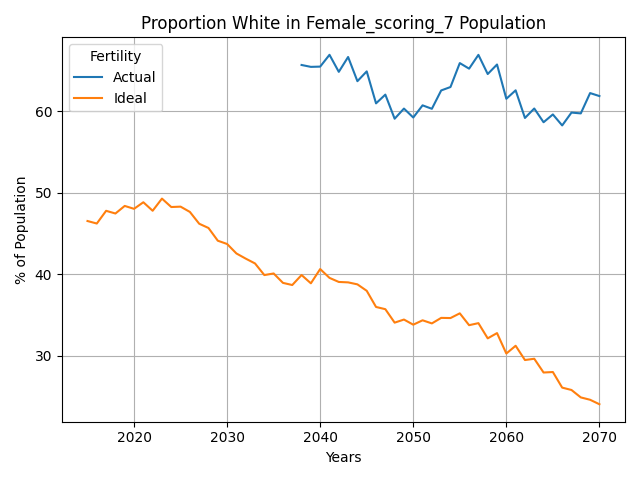 Proportion White in Female_scoring_7 Population
Fertility
Actual
Ideal
% of Population
60
50
40
30
2020 2030 2040 2050 2060 2070
Years